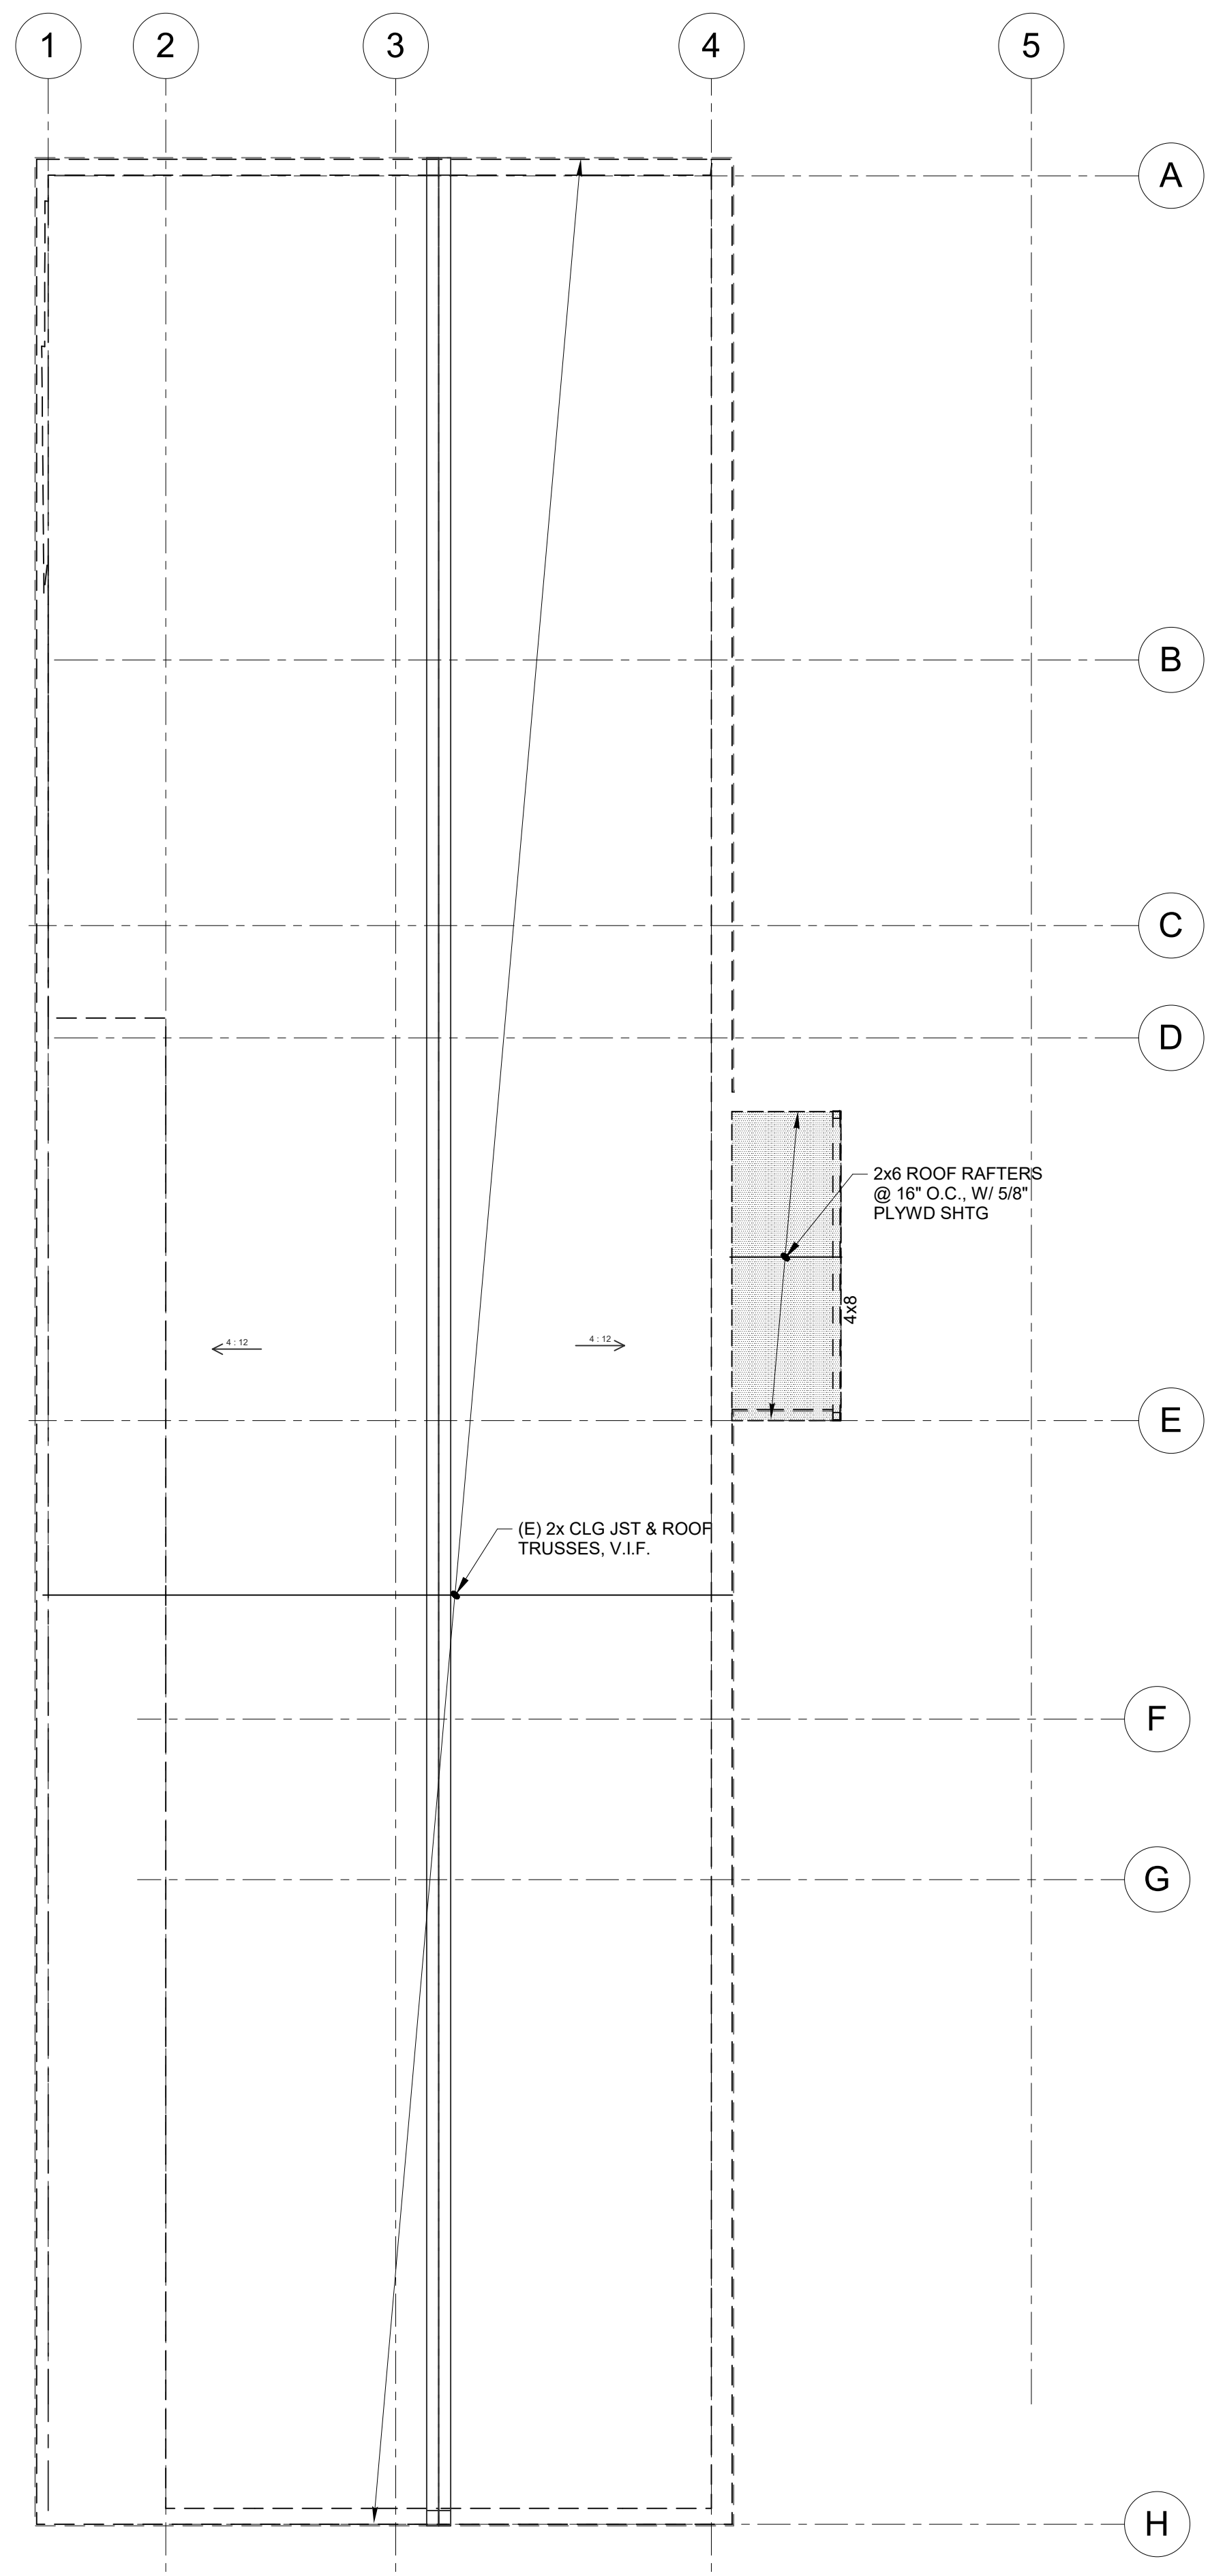 1 2 3 4 5
A
B
C
D
2x6 ROOF RAFTERS
@ 16" O.C., W/ 5/8"
PLYWD SHTG
4x8
4 : 12
4 : 12
E
(E) 2x CLG JST & ROOF
TRUSSES, V.I.F.
F
G
H